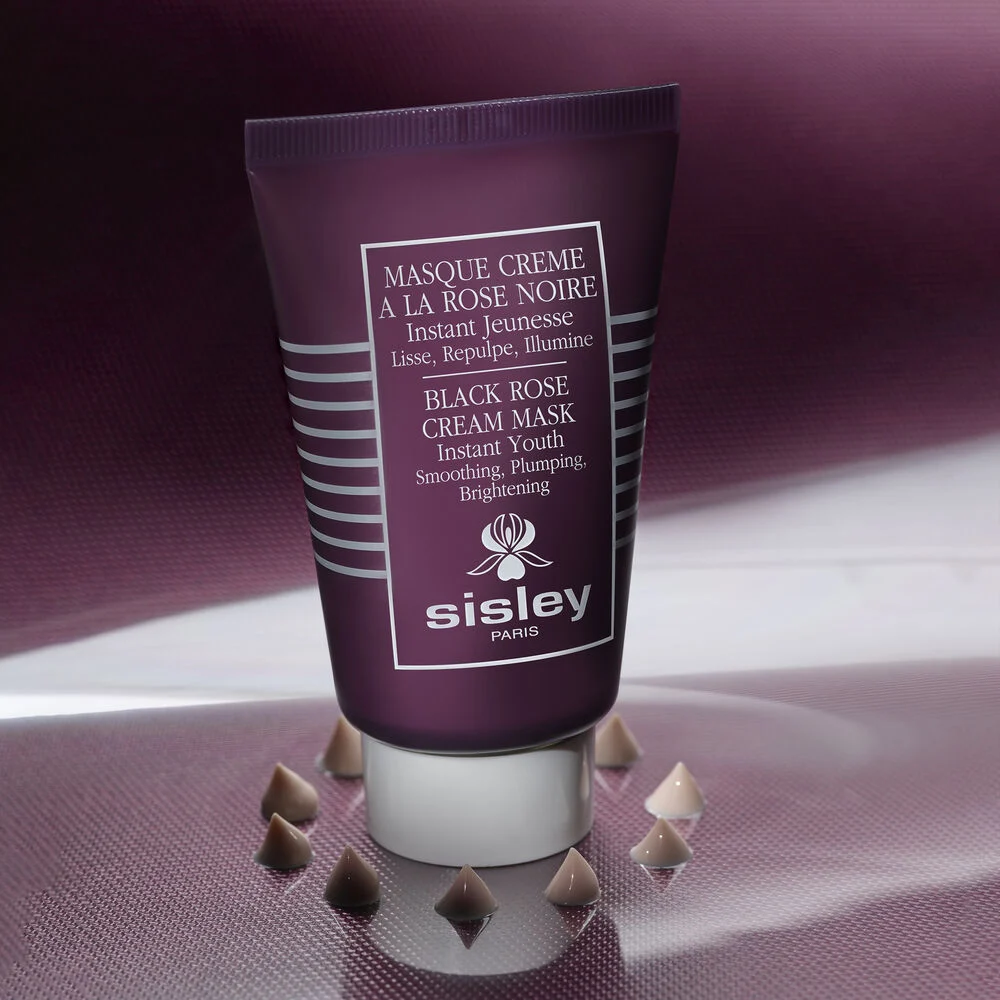 MASQUE CREME
A LA ROSE NOIRE
Instant Jeunesse
Lisse, Repulpe, Illumine
BLACK ROSE
CREAM MASK
Instant Youth
Smoothing, Plumping,
Brightening
sisley
PARIS